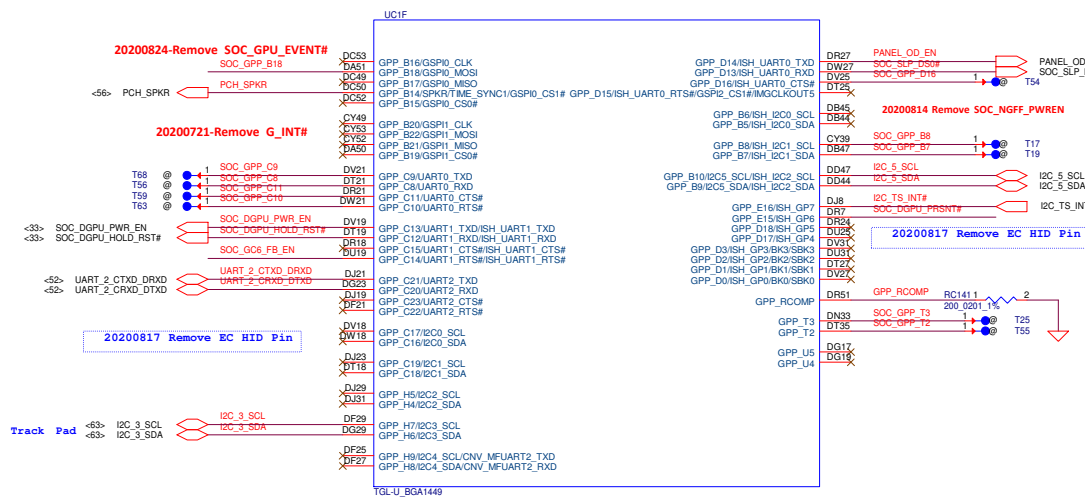 UC1F
20200824-Remove SOC_GPU_EVENT#
SOC_GPP_B18
<56> PCH_SPKR
PCH_SPKR
20200721-Remove G_INT#
DC53 GPP_B16/GSPI0_CLK
DA51 GPP_B18/GSPI0_MOSI
DC49 GPP_B17/GSPI0_MISO
DC50 GPP_B14/SPKR/TIME_SYNC1/GSPI0_CS1#
DC52 GPP_B15/GSPI0_CS0#
CY49 GPP_B20/GSPI1_CLK
CY53 GPP_B22/GSPI1_MOSI
CY52 GPP_B21/GSPI1_MISO
DA50 GPP_B19/GSPI1_CS0#
T68 @ 1 SOC_GPP_C9 DV21 GPP_C9/UART0_TXD
T56 @ 1 SOC_GPP_C8 DT21 GPP_C8/UART0_RXD
T59 @ 1 SOC_GPP_C11 DR21 GPP_C11/UART0_CTS#
T63 @ 1 SOC_GPP_C10 DW21 GPP_C10/UART0_RTS#
<33> SOC_DGPU_PWR_EN SOC_DGPU_PWR_EN DV19 GPP_C13/UART1_TXD/ISH_UART1_TXD
<33> SOC_DGPU_HOLD_RST# SOC_DGPU_HOLD_RST# DT19 GPP_C12/UART1_RXD/ISH_UART1_RXD
DR18 GPP_C15/UART1_CTS#/ISH_UART1_CTS#
SOC_GC6_FB_EN DU19 GPP_C14/UART1_RTS#/ISH_UART1_RTS#
<52> UART_2_CTXD_DRXD UART_2_CTXD_DRXD DJ21 GPP_C21/UART2_TXD
<52> UART_2_CRXD_DTXD UART_2_CRXD_DTXD DG23 GPP_C20/UART2_RXD
DJ19 GPP_C23/UART2_CTS#
DF21 GPP_C22/UART2_RTS#
20200817 Remove EC HID Pin
DV18 GPP_C17/I2C0_SCL
DW18 GPP_C16/I2C0_SDA
DJ23 GPP_C19/I2C1_SCL
DT18 GPP_C18/I2C1_SDA
DJ29 GPP_H5/I2C2_SCL
DJ31 GPP_H4/I2C2_SDA
Track Pad
<63> I2C_3_SCL I2C_3_SCL DF29 GPP_H7/I2C3_SCL
<63> I2C_3_SDA I2C_3_SDA DG29 GPP_H6/I2C3_SDA
DF25 GPP_H9/I2C4_SCL/CNV_MFUART2_TXD
DF27 GPP_H8/I2C4_SDA/CNV_MFUART2_RXD
TGL-U_BGA1449
GPP_D14/ISH_UART0_TXD DR27 PANEL_OD_EN PANEL_OD
GPP_D13/ISH_UART0_RXD DW27 SOC_SLP_DS0#
GPP_D16/ISH_UART0_CTS# DV25 SOC_GPP_D16 1 @ T54
GPP_D15/ISH_UART0_RTS#/GSPI2_CS1#/IMGCLKOUT5 DT25
GPP_B6/ISH_I2C0_SCL DB45
GPP_B5/ISH_I2C0_SDA DB44
20200814 Remove SOC_NGFF_PWREN
GPP_B8/ISH_I2C1_SCL CY39 SOC_GPP_B8 1 @ T17
GPP_B7/ISH_I2C1_SDA DB47 SOC_GPP_B7 1 @ T19
GPP_B10/I2C5_SCL/ISH_I2C2_SCL DD47 I2C_5_SCL I2C_5_SCL
GPP_B9/I2C5_SDA/ISH_I2C2_SDA DD44 I2C_5_SDA I2C_5_SDA
GPP_E16/ISH_GP7 DJ8 I2C_TS_INT# I2C_TS_INT
GPP_E15/ISH_GP6 DR7 SOC_DGPU_PRSNT#
GPP_D18/ISH_GP5 DR24
GPP_D17/ISH_GP4 DU25
GPP_D3/ISH_GP3/BK3/SBK3 DV31
GPP_D2/ISH_GP2/BK2/SBK2 DU31
GPP_D1/ISH_GP1/BK1/SBK1 DT27
GPP_D0/ISH_GP0/BK0/SBK0 DV27
20200817 Remove EC HID Pin
GPP_RCOMP DR51 GPP_RCOMP RC141 1 2
200_0201_1%
GPP_T3 DN33 SOC_GPP_T3 1 @ T25
GPP_T2 DT35 SOC_GPP_T2 1 @ T55
GPP_U5 DG17
GPP_U4 DG19